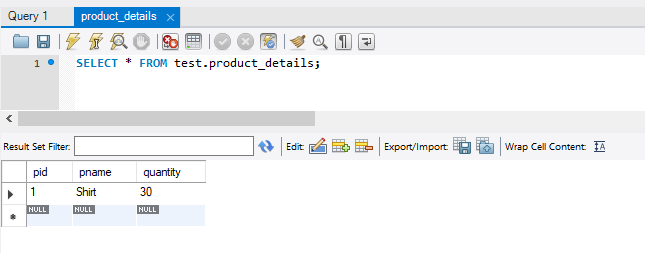 Query 1 product_details
1 SELECT * FROM test.product_details;
Result Set Filter: Edit: Export/Import: Wrap Cell Content: IA
pid pname quantity
1 Shirt 30
NULL NULL NULL